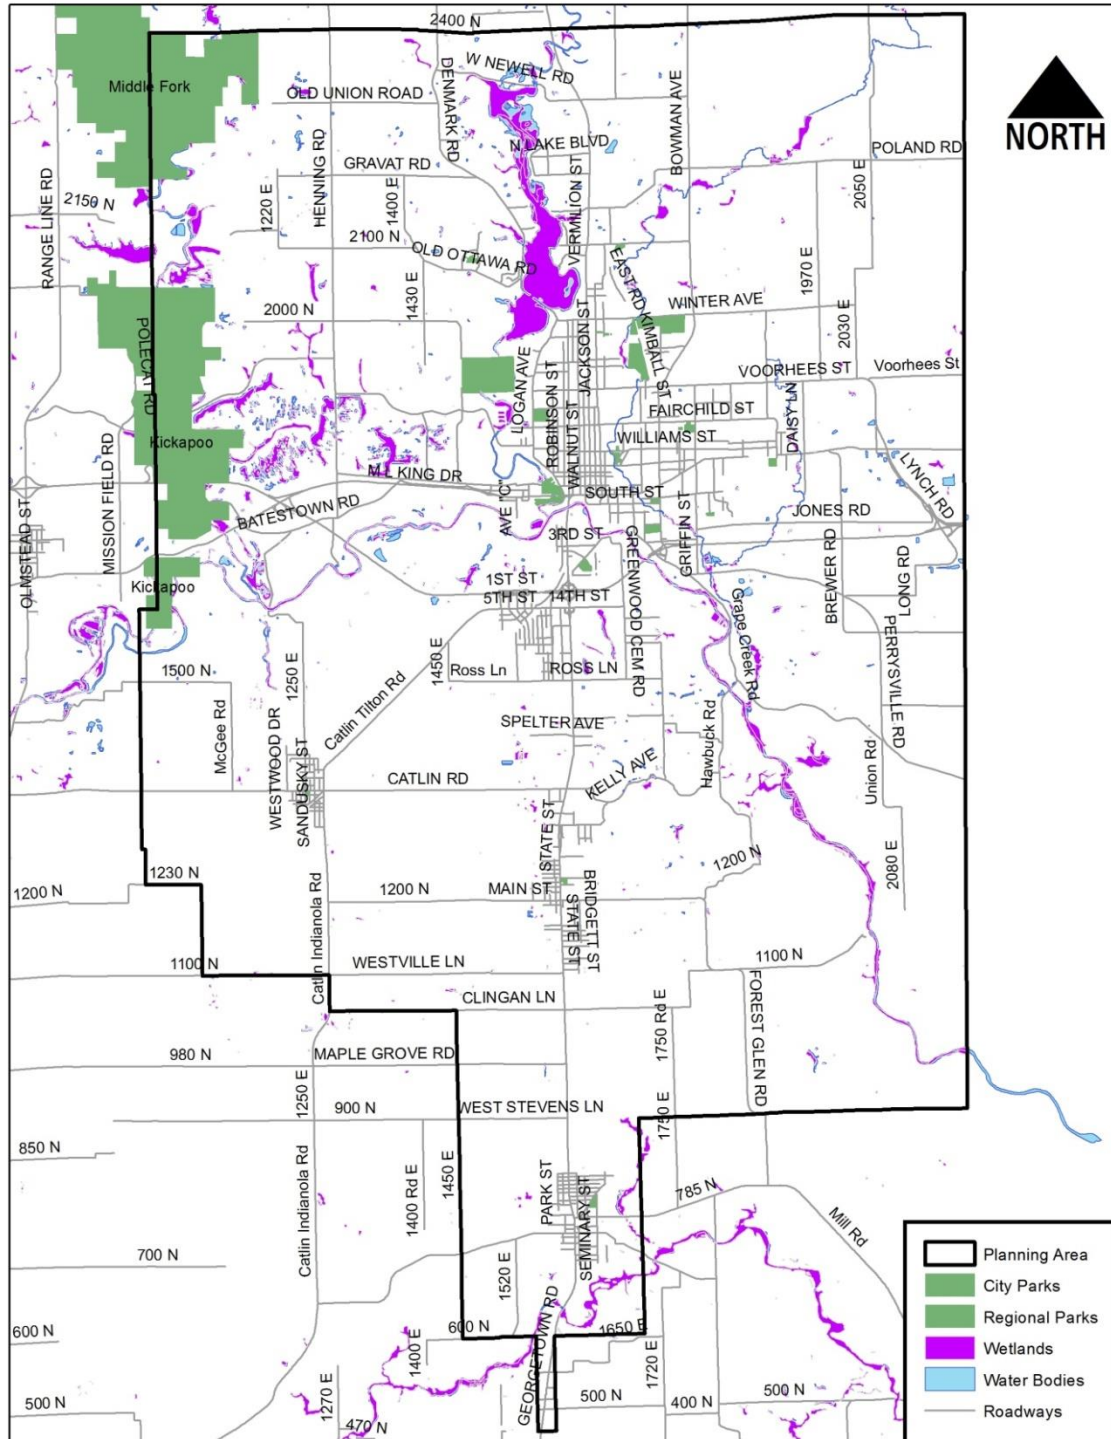 2400 N
W NEWELL RD
Middle Fork
DENMARK RD
OLD UNION ROAD
BOWMAN AVE
NORTH
N LAKE BLVD
HENNING RD
POLAND RD
GRAVAT RD
RANGE LINE RD
2150 N
1220 E
1400 E
VERMILION ST
2050 E
2100 N
OLD OTTAWA RD
1970 E
EAST RD
1430 E
2000 N
WINTER AVE
2030 E
POLECAT RD
KIMBALL ST
JACKSON ST
LOGAN AVE
VOORHEES ST
Voorhees St
ROBINSON ST
FAIRCHILD ST
DAISY LN
WALNUT ST
WILLIAMS ST
Kickapoo
MISSION FIELD RD
M L KING DR
LYNCH RD
SOUTH ST
AVE "C"
BATESTOWN RD
OLMSTEAD ST
GRIFFIN ST
JONES RD
3RD ST
GREENWOOD CEM RD
BREWER RD
LONG RD
1ST ST
Kickapoo
5TH ST
14TH ST
Grape Creek Rd
PERRYSVILLE RD
1450 E
1500 N
1250 E
Ross Ln
ROSS LN
Catlin Tilton Rd
McGee Rd
WESTWOOD DR
SANDUSKY ST
SPELTER AVE
Hawbuck Rd
Union Rd
CATLIN RD
KELLY AVE
STATE ST
1200 N
2080 E
1230 N
1200 N
1200 N
MAIN ST
BRIDGETT ST
STATE ST
Catlin Indianola Rd
1100 N
WESTVILLE LN
1100 N
CLINGAN LN
FOREST GLEN RD
1750 Rd E
980 N
MAPLE GROVE RD
1250 E
900 N
WEST STEVENS LN
1750 E
850 N
1450 E
1400 Rd E
Catlin Indianola Rd
PARK ST
SEMINARY ST
785 N
Mill Rd
700 N
1520 E
GEORGETOWN RD
600 N
600 N
1650 E
1400 E
1720 E
1270 E
500 N
470 N
500 N
400 N
500 N
Planning Area
City Parks
Regional Parks
Wetlands
Water Bodies
Roadways